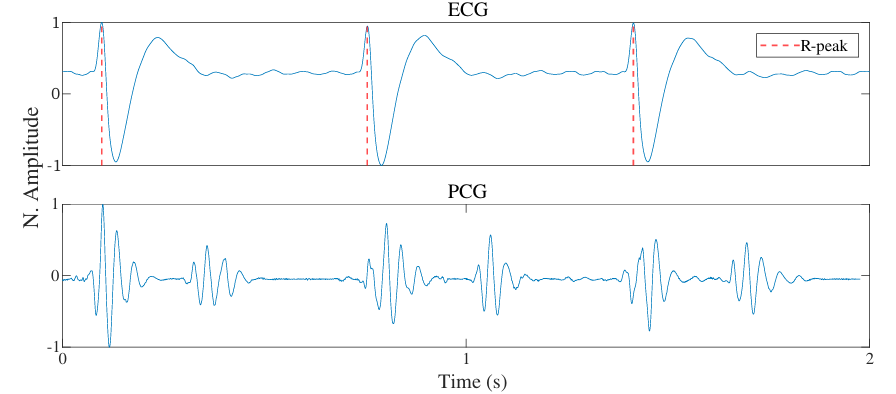 ECG
1
0
-1
R-peak
N. Amplitude
PCG
1
0
-1
0
1
2
Time (s)